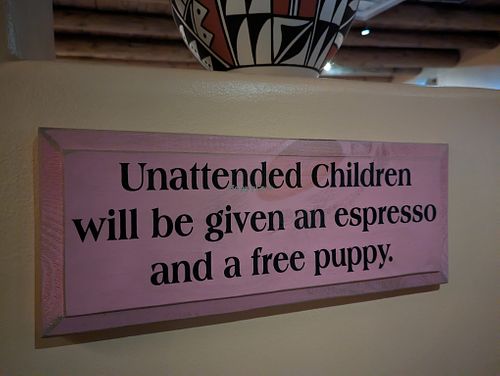 Unattended Children
will be given an espresso
and a free puppy.